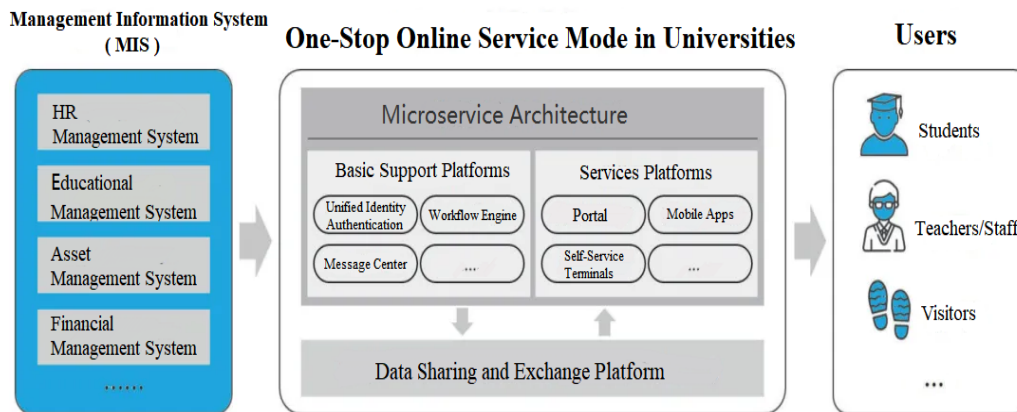 Management Information System
( MIS )
HR
Management System
Educational
Management System
Asset
Management System
Financial
Management System
......
One-Stop Online Service Mode in Universities
Microservice Architecture
Basic Support Platforms
Unified Identity
Authentication
Workflow Engine
Message Center
...
Services Platforms
Portal
Mobile Apps
Self-Service
Terminals
...
Data Sharing and Exchange Platform
Users
Students
Teachers/Staff
Visitors
...